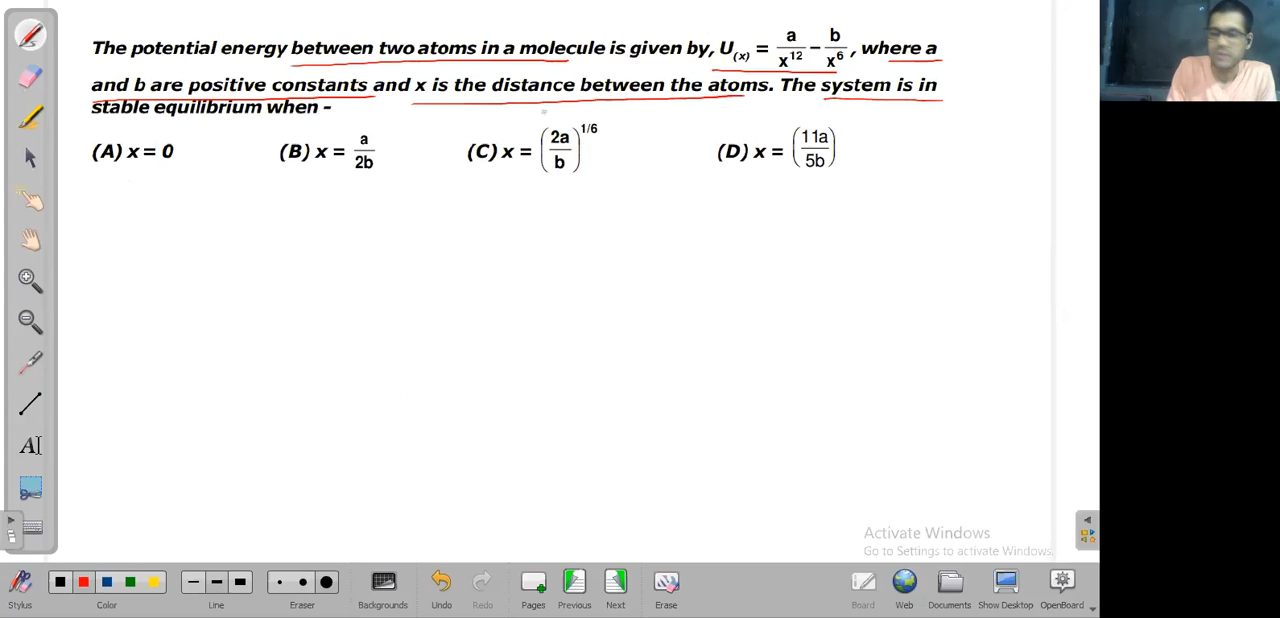 The potential energy between two atoms in a molecule is given by, U(x) = a/x¹² − b/x⁶, where a
and b are positive constants and x is the distance between the atoms. The system is in
stable equilibrium when -
(A) x = 0 (B) x = a/2b (C) x = (2a/b)^1/6 (D) x = (11a/5b)
A
Activate Windows
Go to Settings to activate Windows.
Stylus Color Line Eraser Backgrounds Undo Redo Pages Previous Next Erase Board Web Documents Show Desktop OpenBoard